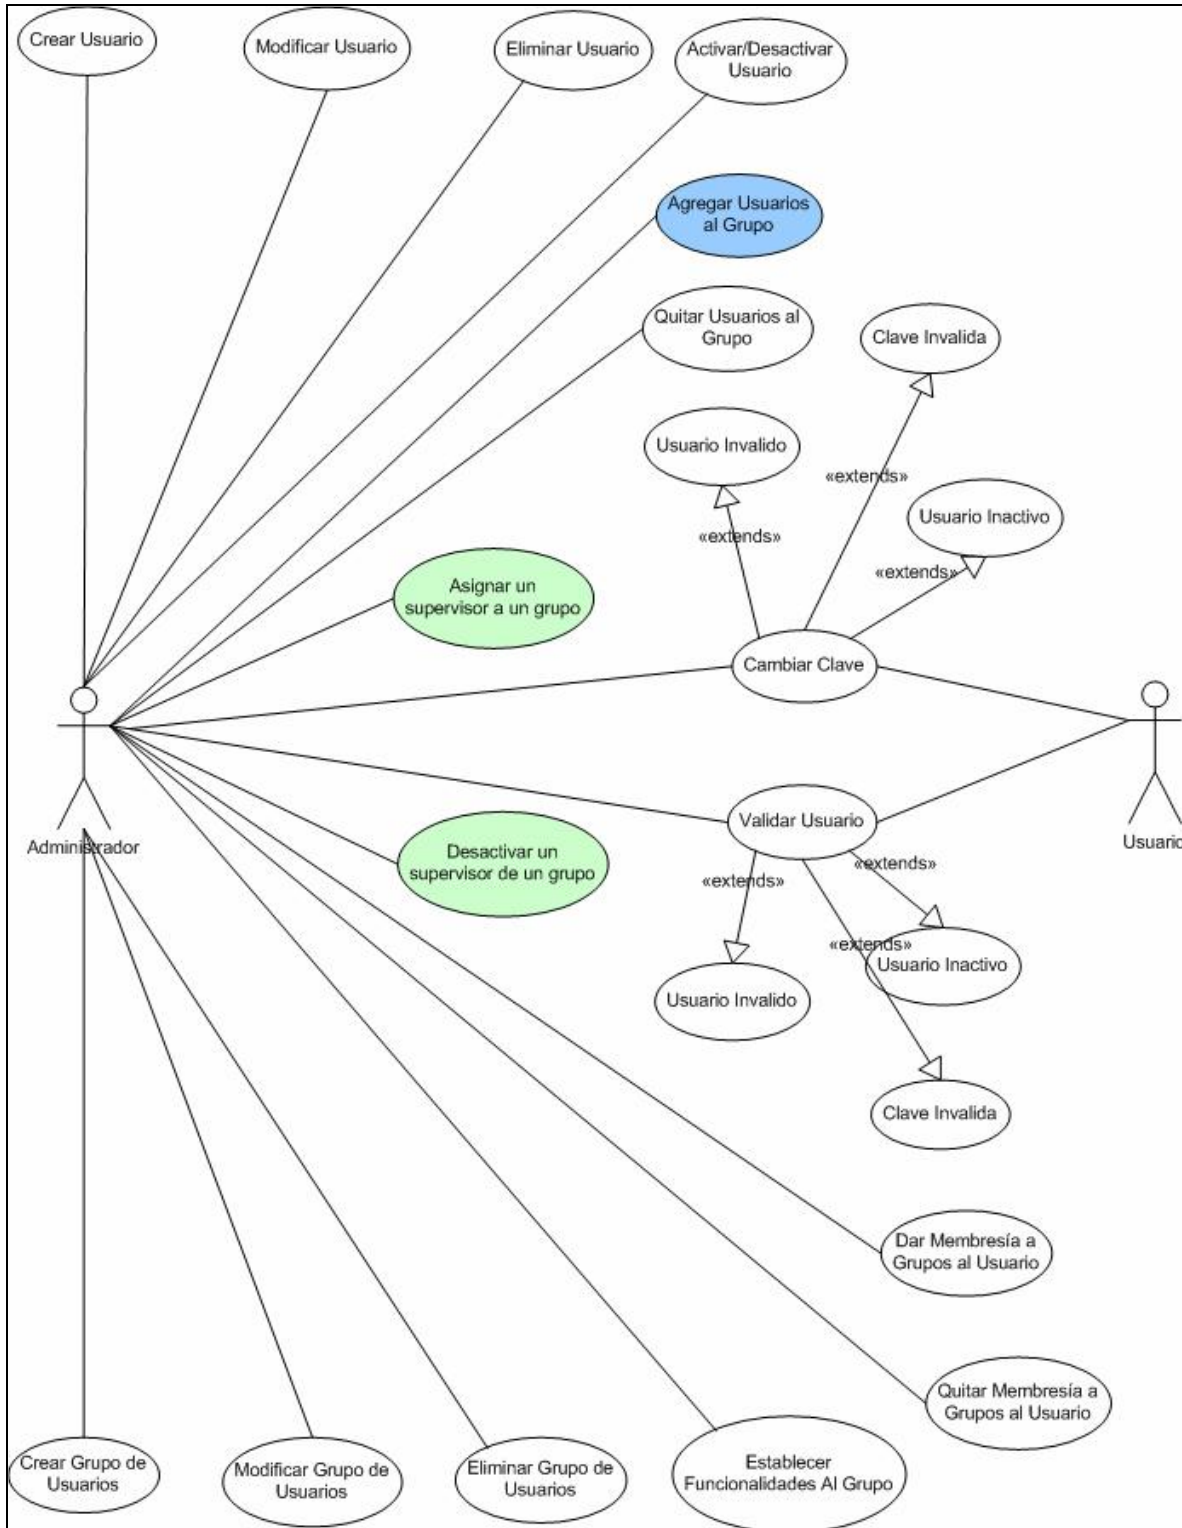 Crear Usuario
Modificar Usuario
Eliminar Usuario
Activar/Desactivar
Usuario
Agregar Usuarios
al Grupo
Quitar Usuarios al
Grupo
Clave Invalida
Usuario Invalido
«extends»
Usuario Inactivo
«extends»
«extends»
Asignar un
supervisor a un grupo
Cambiar Clave
Validar Usuario
Administrador
Usuario
Desactivar un
supervisor de un grupo
«extends»
«extends»
«extends»
Usuario Inactivo
Usuario Invalido
Clave Invalida
Dar Membresía a
Grupos al Usuario
Quitar Membresía a
Grupos al Usuario
Crear Grupo de
Usuarios
Modificar Grupo de
Usuarios
Eliminar Grupo de
Usuarios
Establecer
Funcionalidades Al Grupo